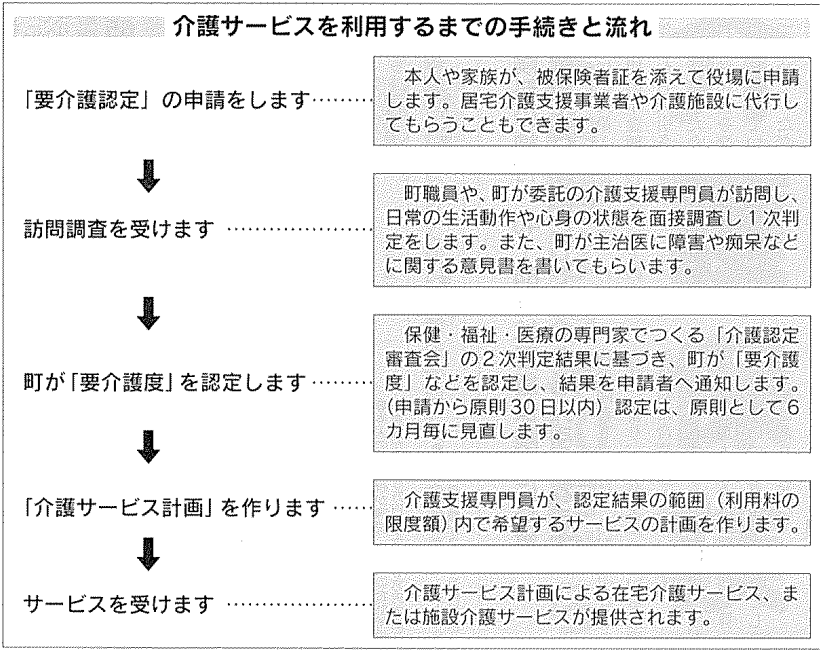 介護サービスを利用するまでの手続きと流れ
「要介護認定」の申請をします…………
本人や家族が、被保険者証を添えて役場に申請
します。居宅介護支援事業者や介護施設に代行し
てもらうこともできます。
訪問調査を受けます…………
町職員や、町が委託の介護支援専門員が訪問し、
日常の生活動作や心身の状態を面接調査し1次判
定をします。また、町が主治医に障害や痴呆など
に関する意見書を書いてもらいます。
町が「要介護度」を認定します…………
保健・福祉・医療の専門家でつくる「介護認定
審査会」の2次判定結果に基づき、町が「要介護
度」などを認定し、結果を申請者へ通知します。
(申請から原則30日以内)認定は、原則として6
カ月毎に見直します。
「介護サービス計画」を作ります……
介護支援専門員が、認定結果の範囲(利用料の
限度額)内で希望するサービスの計画を作ります。
サービスを受けます…………
介護サービス計画による在宅介護サービス、ま
たは施設介護サービスが提供されます。